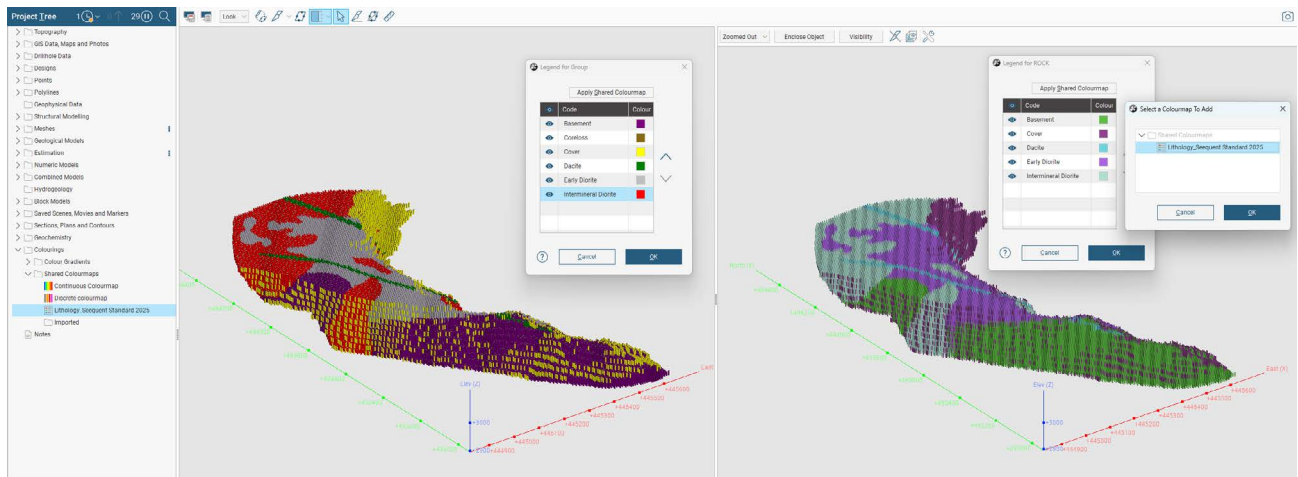 Project Tree
1
29
Look
Topography
GIS Data, Maps and Photos
Drillhole Data
Designs
Points
Polylines
Geophysical Data
Structural Modelling
Meshes
Geological Models
Estimation
Numeric Models
Combined Models
Hydrogeology
Block Models
Saved Scenes, Movies and Markers
Sections, Plans and Contours
Geochemistry
Colourings
Colour Gradients
Shared Colourmaps
Continuous Colourmap
Discrete colourmap
Lithology_Seequent Standard 2025
Imported
Notes
Legend for Group
Apply Shared Colourmap
Code Colour
Basement
Coreloss
Cover
Dacite
Early Diorite
Intermineral Diorite
Cancel OK
Zoomed Out Enclose Object Visibility
Legend for ROCK
Apply Shared Colourmap
Code Colour
Basement
Cover
Dacite
Early Diorite
Intermineral Diorite
Cancel OK
Select a Colourmap To Add
Shared Colourmaps
Lithology_Seequent Standard 2025
Cancel OK
East (X)
Elev (Z)